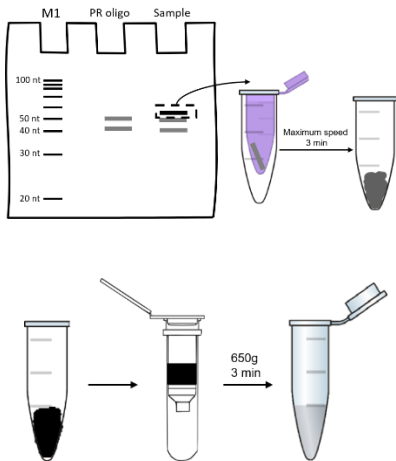 M1 PR oligo Sample
100 nt
50 nt
40 nt
30 nt
20 nt
Maximum speed
3 min
650g
3 min